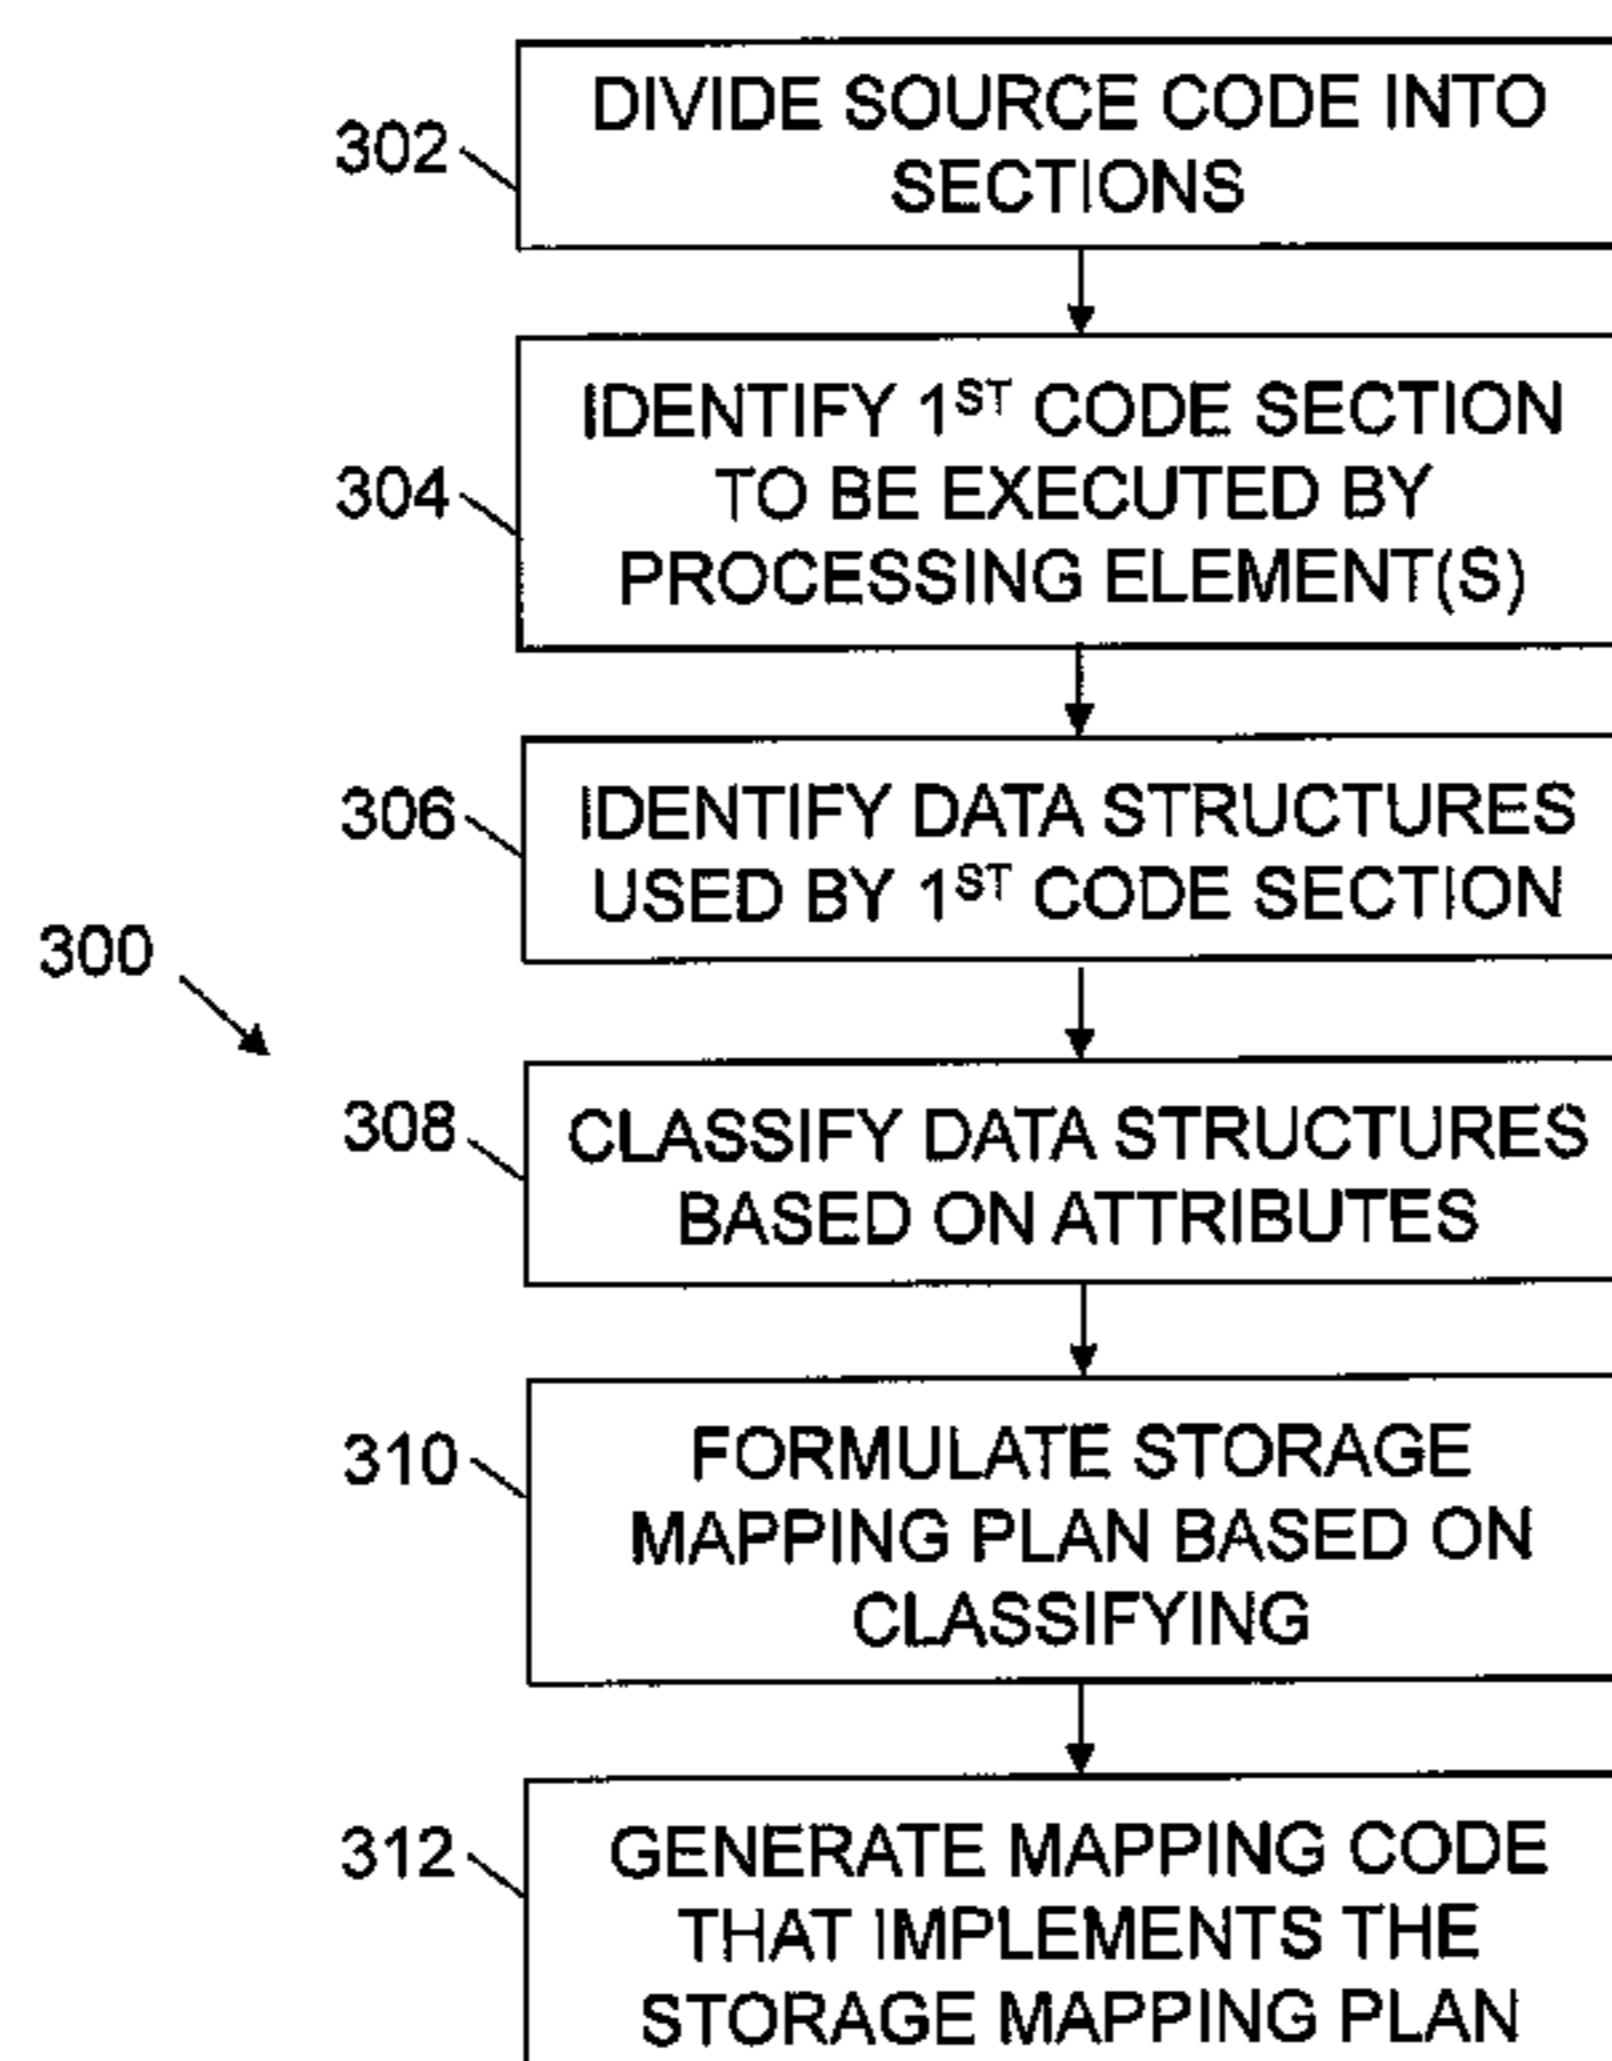 302
DIVIDE SOURCE CODE INTO
SECTIONS
304
IDENTIFY 1ST CODE SECTION
TO BE EXECUTED BY
PROCESSING ELEMENT(S)
306
IDENTIFY DATA STRUCTURES
USED BY 1ST CODE SECTION
300
308
CLASSIFY DATA STRUCTURES
BASED ON ATTRIBUTES
310
FORMULATE STORAGE
MAPPING PLAN BASED ON
CLASSIFYING
312
GENERATE MAPPING CODE
THAT IMPLEMENTS THE
STORAGE MAPPING PLAN